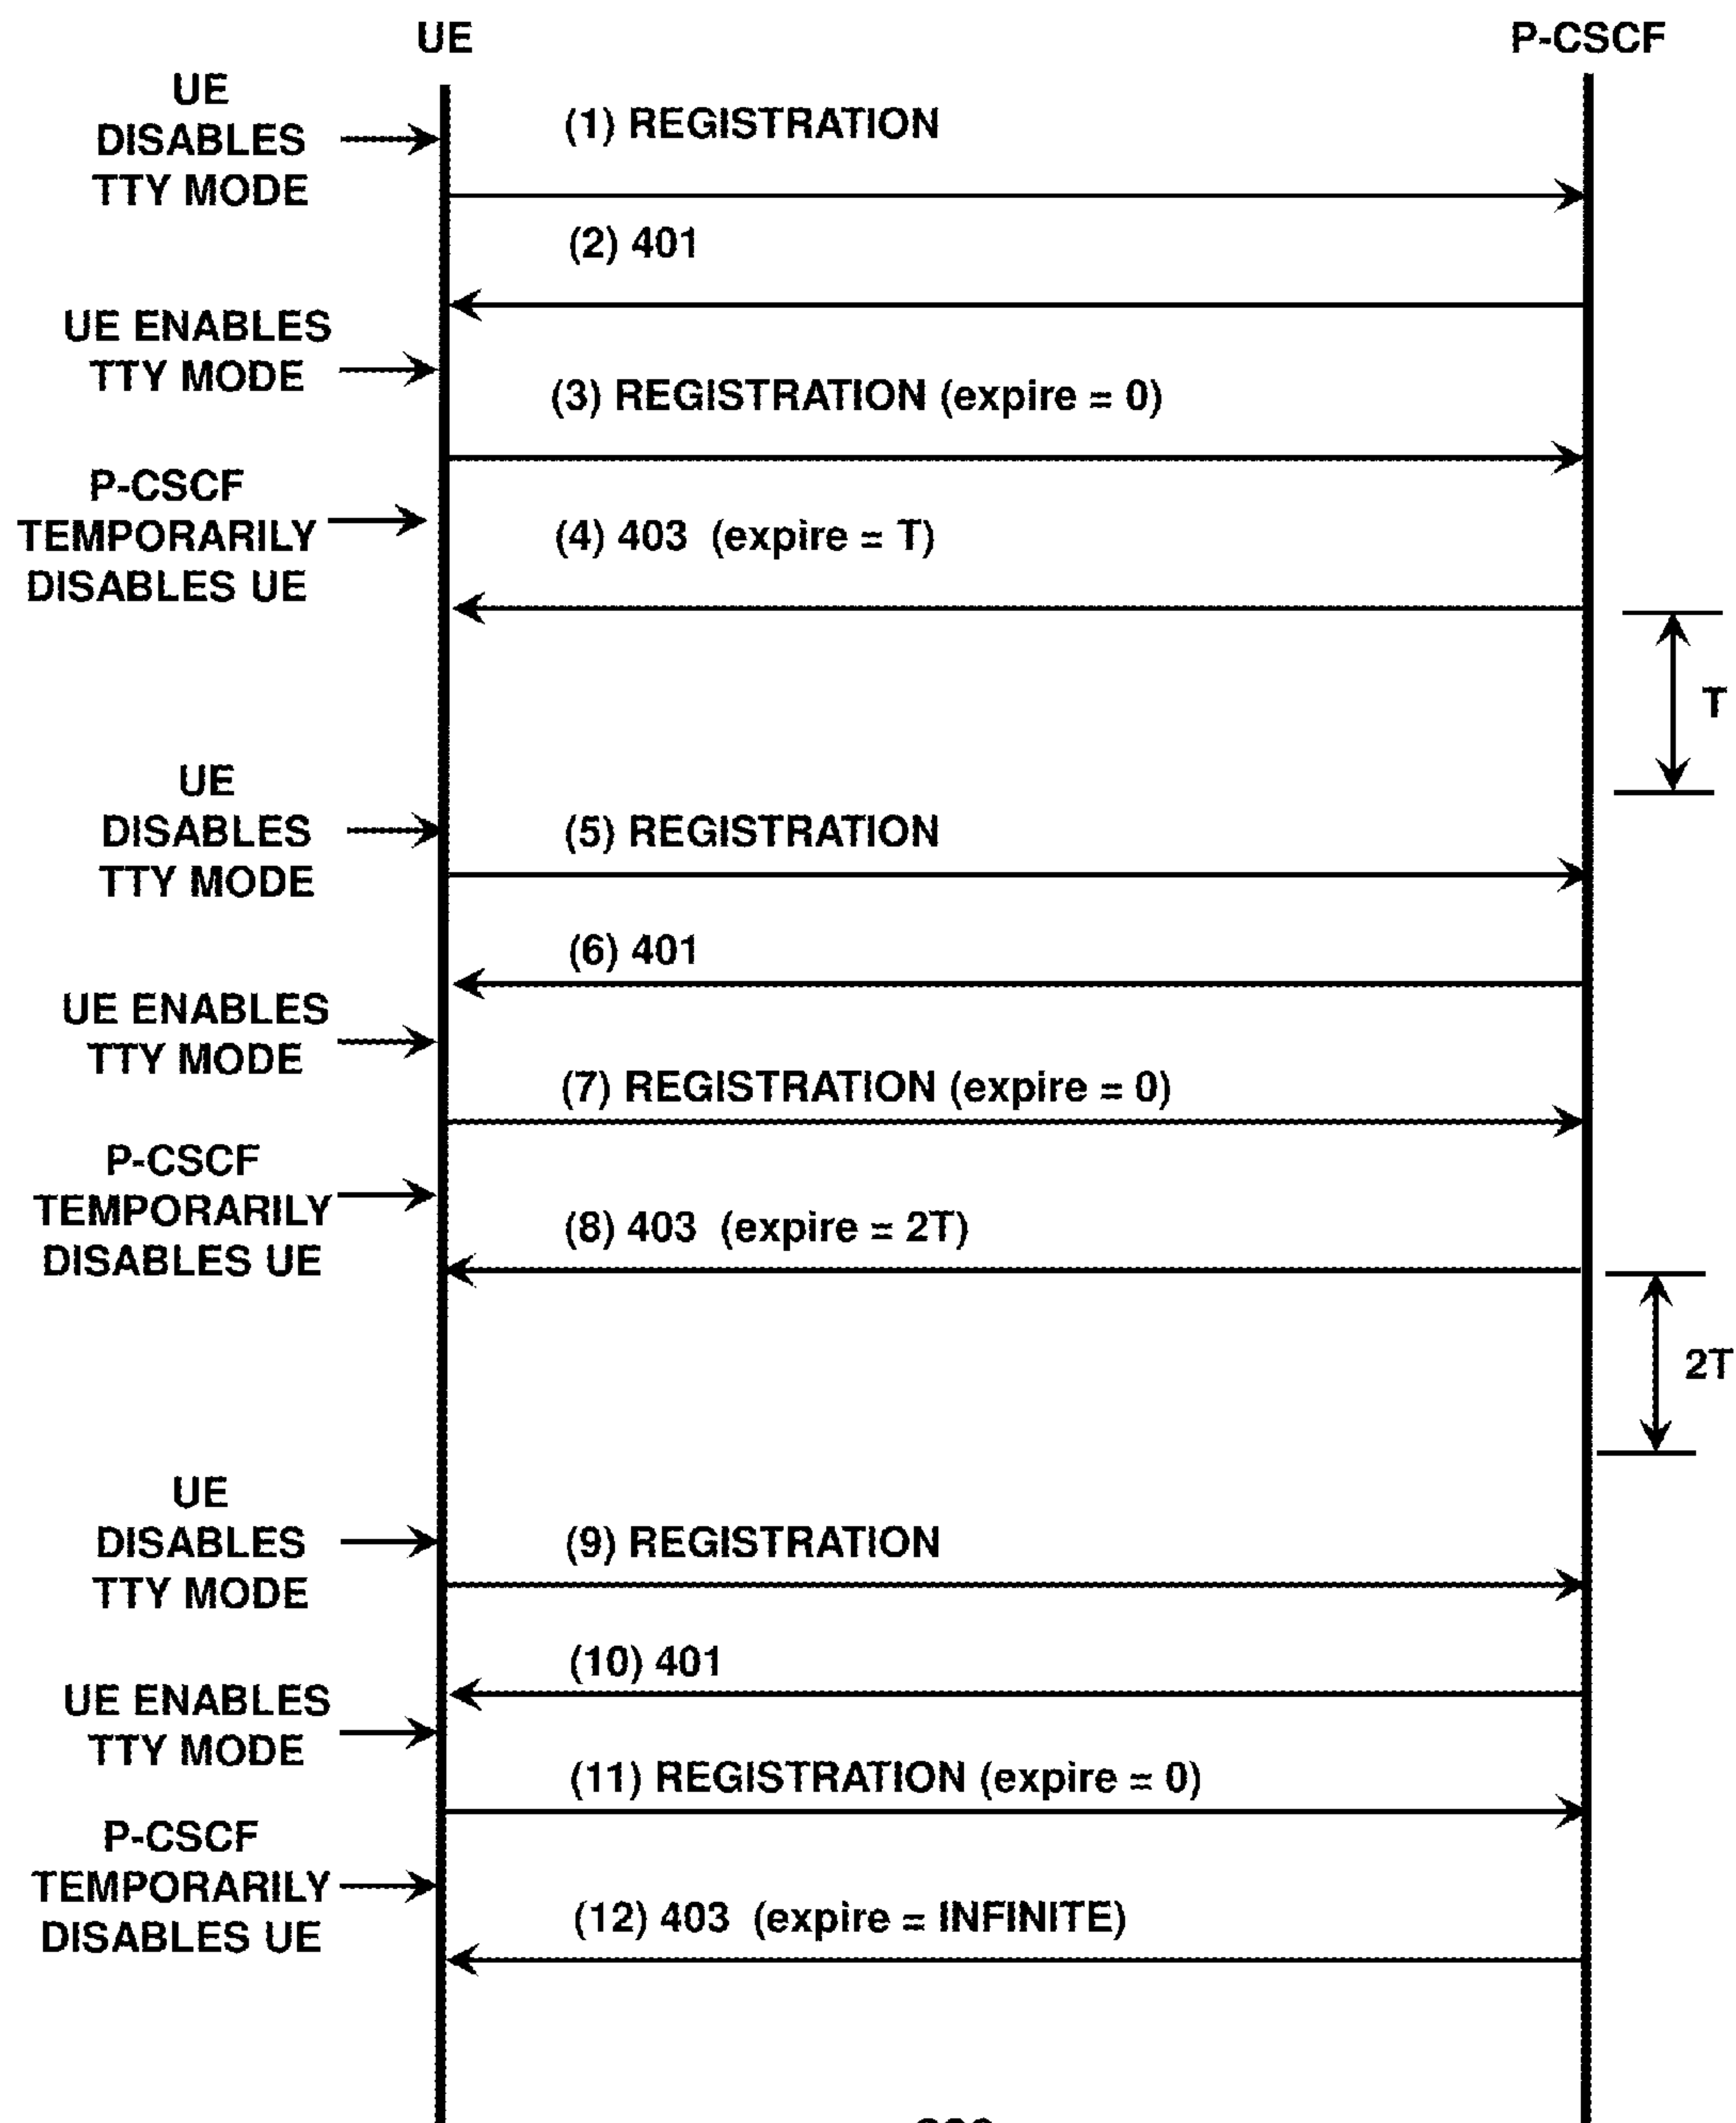 UE
P-CSCF
UE
DISABLES
TTY MODE
(1) REGISTRATION
(2) 401
UE ENABLES
TTY MODE
(3) REGISTRATION (expire = 0)
P-CSCF
TEMPORARILY
DISABLES UE
(4) 403 (expire = T)
T
UE
DISABLES
TTY MODE
(5) REGISTRATION
(6) 401
UE ENABLES
TTY MODE
(7) REGISTRATION (expire = 0)
P-CSCF
TEMPORARILY
DISABLES UE
(8) 403 (expire = 2T)
2T
UE
DISABLES
TTY MODE
(9) REGISTRATION
(10) 401
UE ENABLES
TTY MODE
(11) REGISTRATION (expire = 0)
P-CSCF
TEMPORARILY
DISABLES UE
(12) 403 (expire = INFINITE)